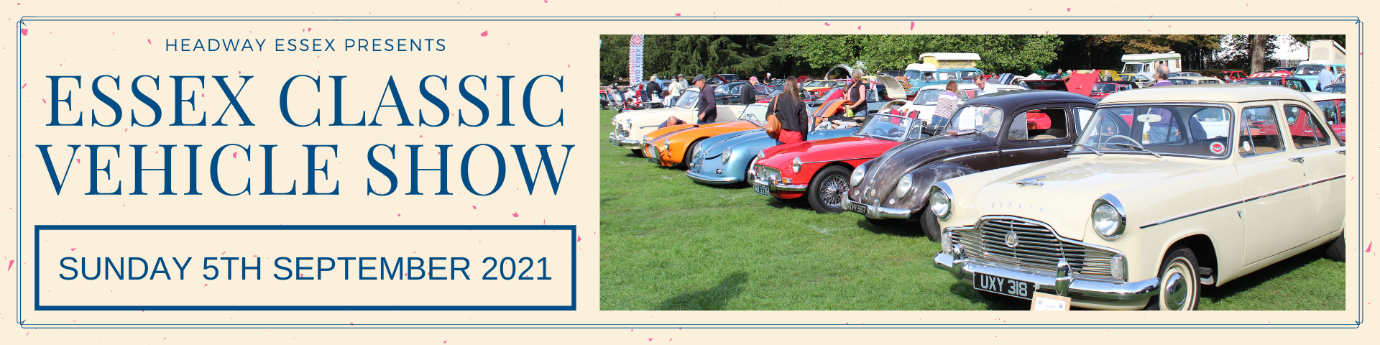 HEADWAY ESSEX PRESENTS
ESSEX CLASSIC
VEHICLE SHOW
SUNDAY 5TH SEPTEMBER 2021
UXY 318